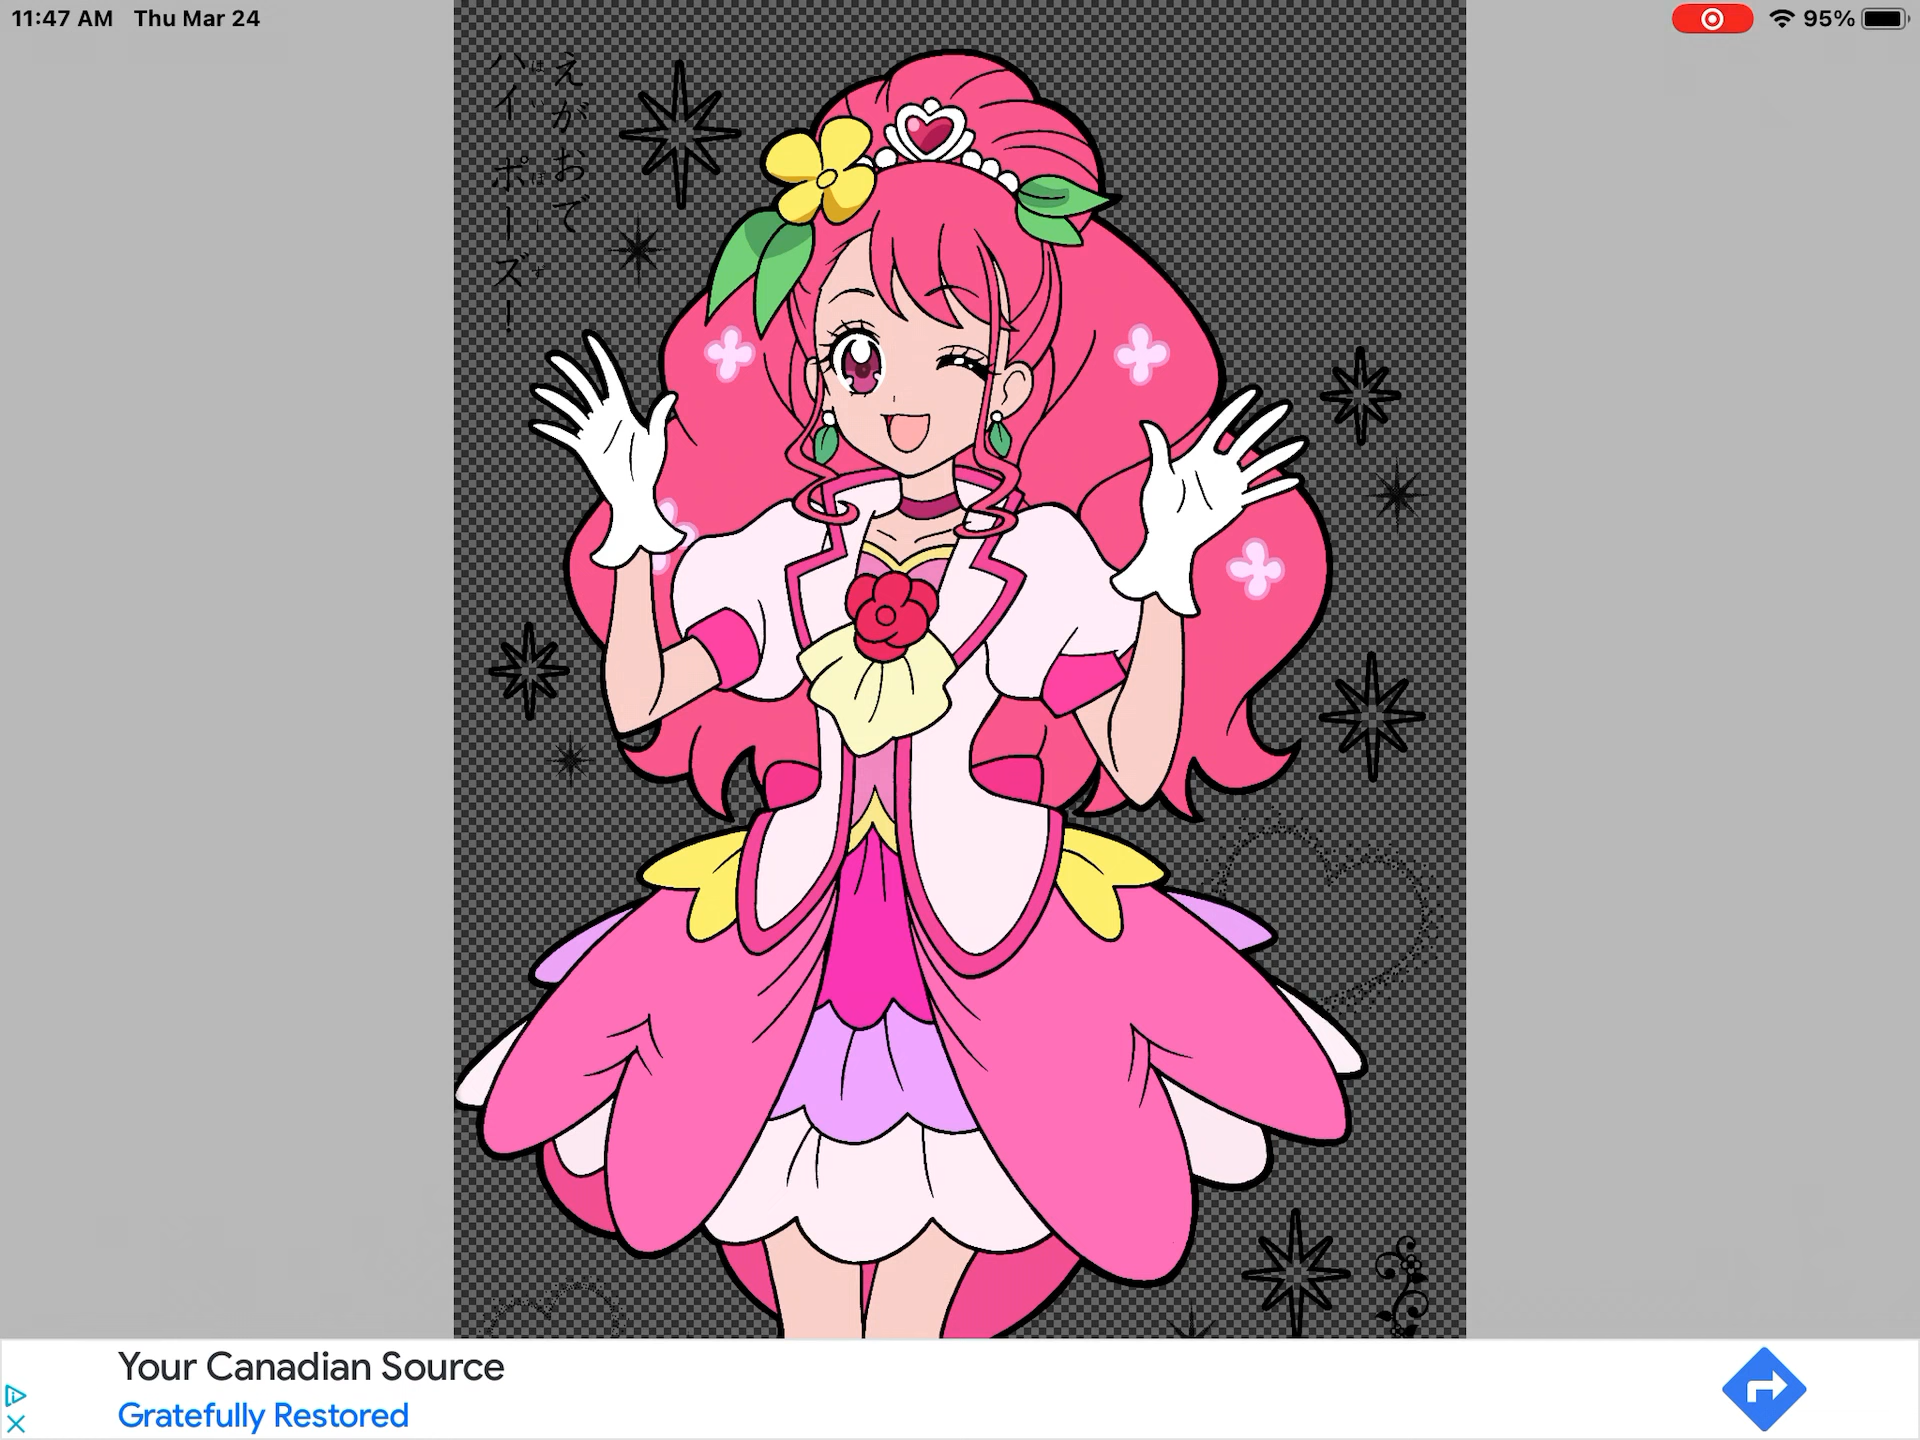 11:47 AM Thu Mar 24
95%
えがおで
ハイポーズ!
Your Canadian Source
Gratefully Restored